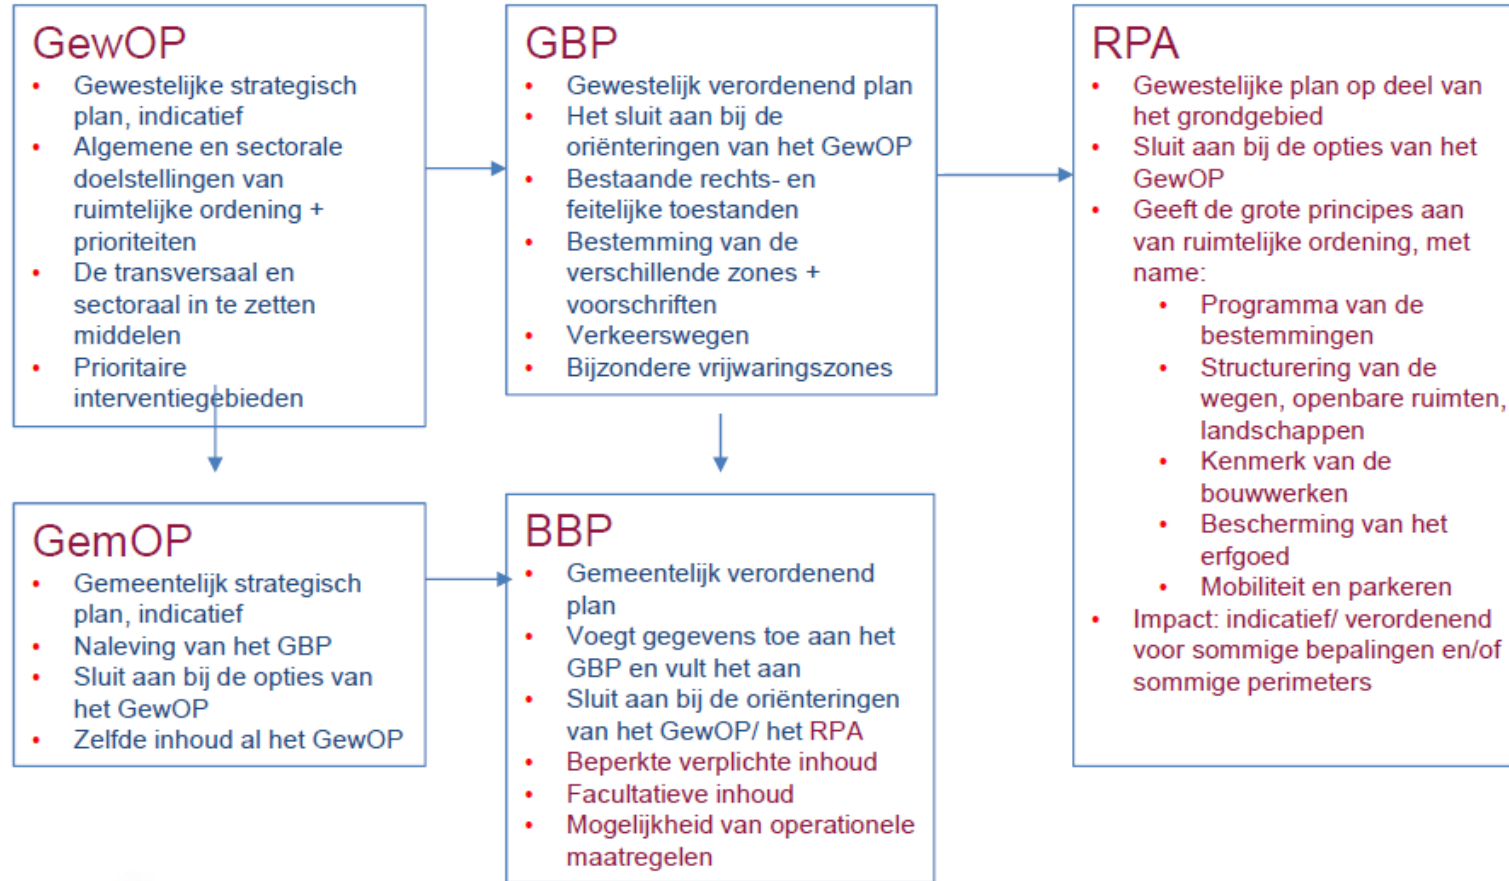 GewOP
• Gewestelijke strategisch
plan, indicatief
• Algemene en sectorale
doelstellingen van
ruimtelijke ordening +
prioriteiten
• De transversaal en
sectoraal in te zetten
middelen
• Prioritaire
interventiegebieden
GBP
• Gewestelijk verordenend plan
• Het sluit aan bij de
oriënteringen van het GewOP
• Bestaande rechts- en
feitelijke toestanden
• Bestemming van de
verschillende zones +
voorschriften
• Verkeerswegen
• Bijzondere vrijwaringszones
RPA
• Gewestelijke plan op deel van
het grondgebied
• Sluit aan bij de opties van het
GewOP
• Geeft de grote principes aan
van ruimtelijke ordening, met
name:
• Programma van de
bestemmingen
• Structurering van de
wegen, openbare ruimten,
landschappen
• Kenmerk van de
bouwwerken
• Bescherming van het
erfgoed
• Mobiliteit en parkeren
• Impact: indicatief/ verordenend
voor sommige bepalingen en/of
sommige perimeters
GemOP
• Gemeentelijk strategisch
plan, indicatief
• Naleving van het GBP
• Sluit aan bij de opties van
het GewOP
• Zelfde inhoud al het GewOP
BBP
• Gemeentelijk verordenend
plan
• Voegt gegevens toe aan het
GBP en vult het aan
• Sluit aan bij de oriënteringen
van het GewOP/ het RPA
• Beperkte verplichte inhoud
• Facultatieve inhoud
• Mogelijkheid van operationele
maatregelen